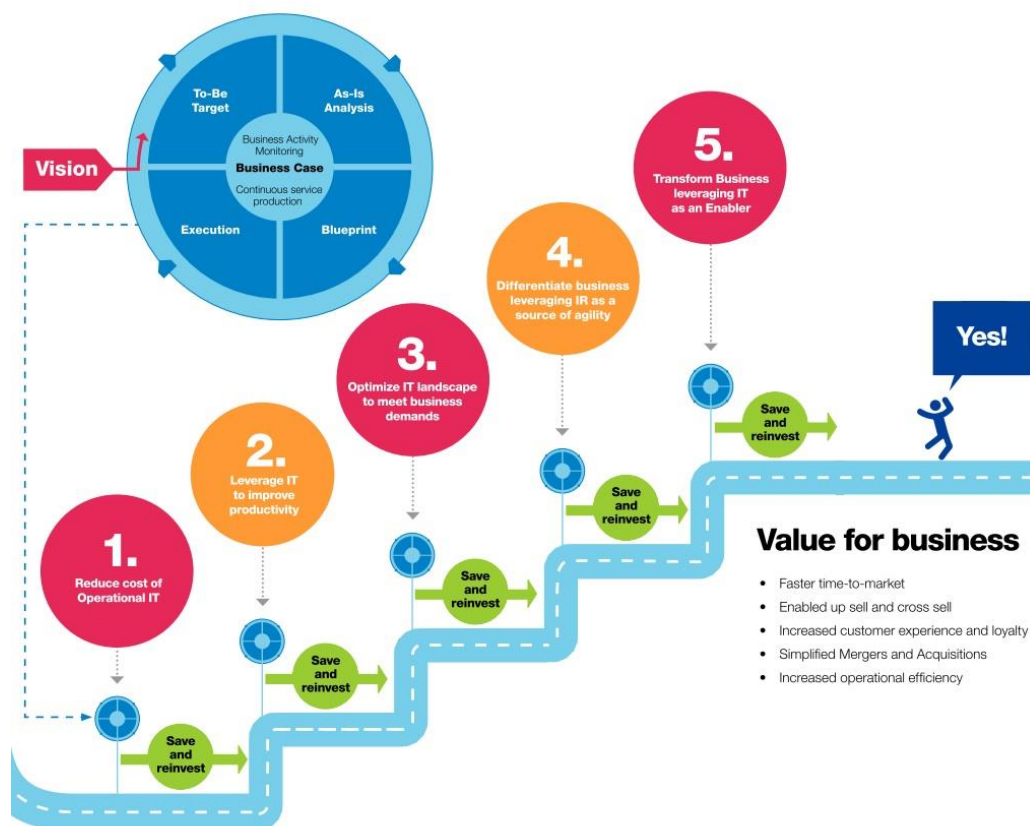 To-Be
Target
As-Is
Analysis
Business Activity
Monitoring
Business Case
Continuous service
production
Vision
Execution
Blueprint
5.
Transform Business
leveraging IT
as an Enabler
4.
Differentiate business
leveraging IR as a
source of agility
3.
Optimize IT landscape
to meet business
demands
2.
Leverage IT
to improve
productivity
1.
Reduce cost of
Operational IT
Yes!
Save
and
reinvest
Save
and
reinvest
Save
and
reinvest
Save
and
reinvest
Save
and
reinvest
Value for business
• Faster time-to-market
• Enabled up sell and cross sell
• Increased customer experience and loyalty
• Simplified Mergers and Acquisitions
• Increased operational efficiency